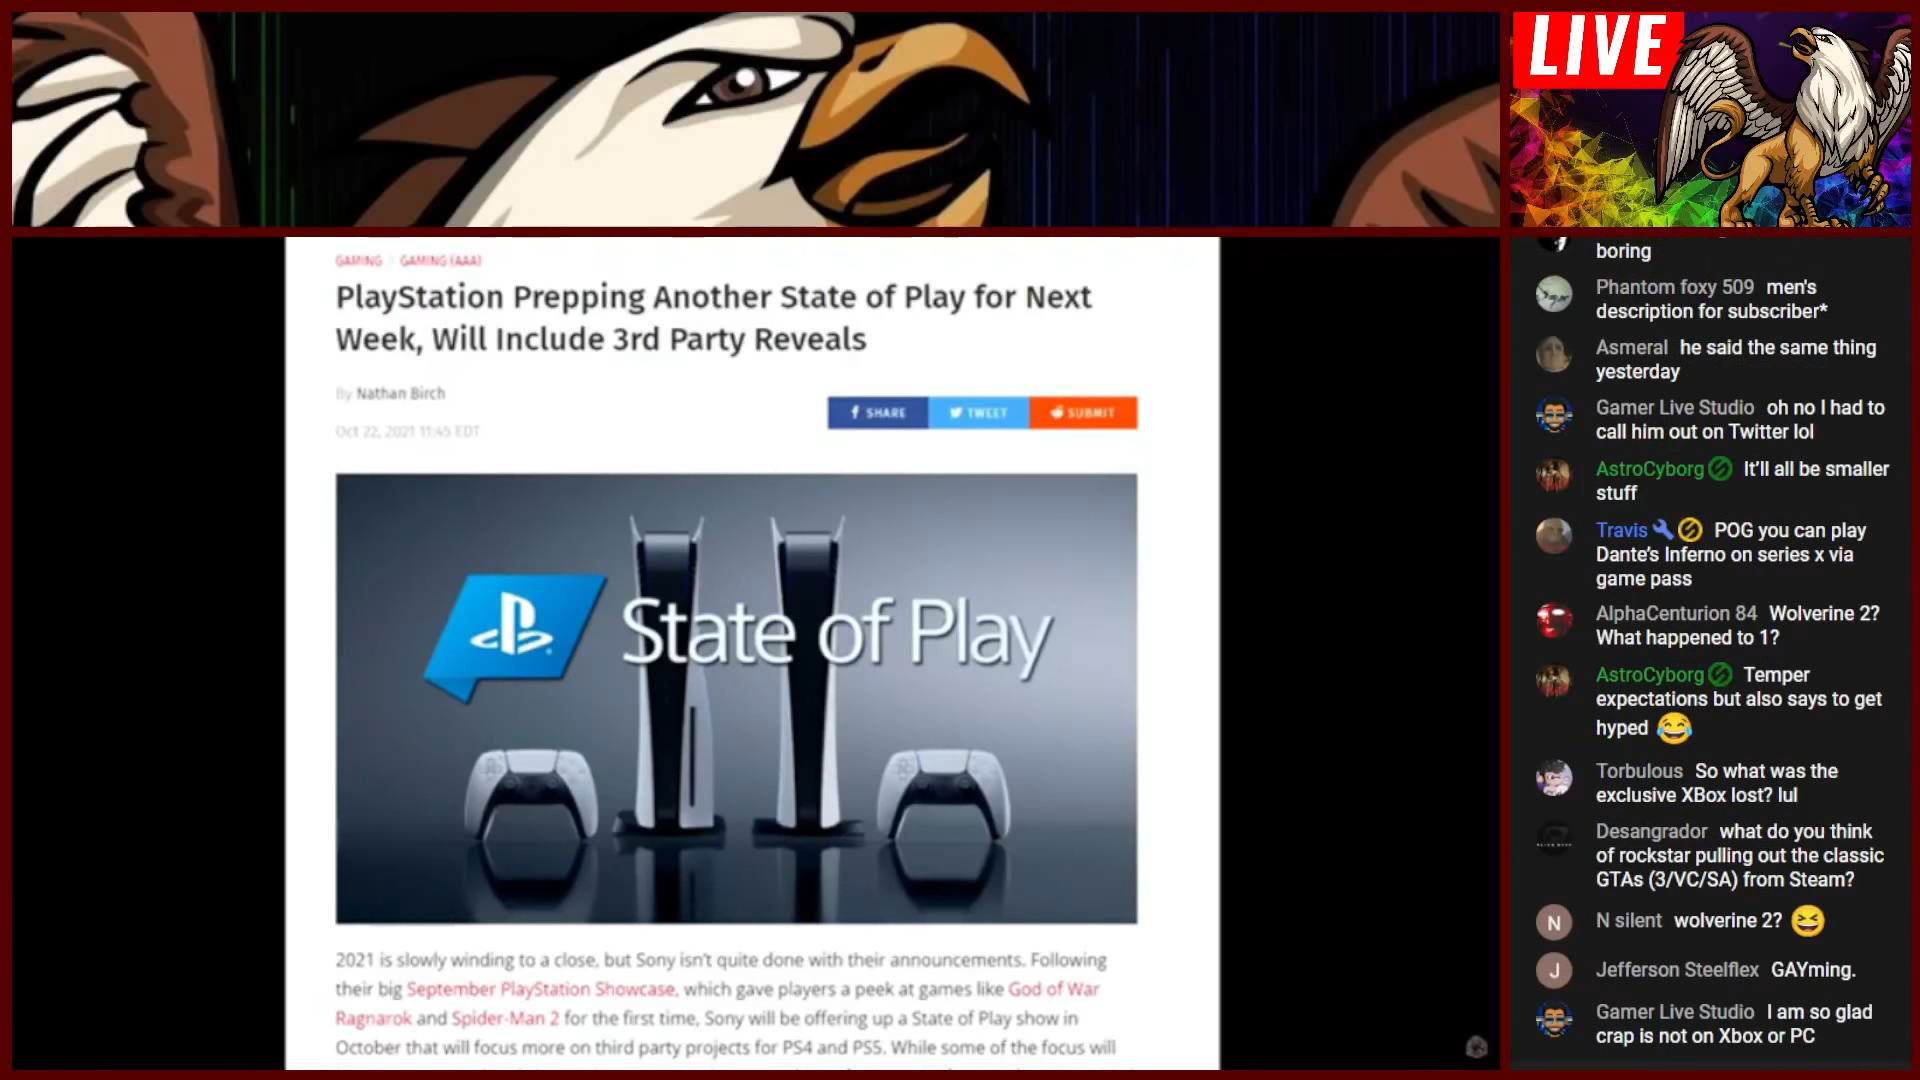 LIVE
GAMING GAMING (AAA)
PlayStation Prepping Another State of Play for Next
Week, Will Include 3rd Party Reveals
By Nathan Birch
Oct 22, 2021 11:45 EDT
SHARE
TWEET
SUBMIT
State of Play
2021 is slowly winding to a close, but Sony isn't quite done with their announcements. Following
their big September PlayStation Showcase, which gave players a peek at games like God of War
Ragnarok and Spider-Man 2 for the first time, Sony will be offering up a State of Play show in
October that will focus more on third party projects for PS4 and PS5. While some of the focus will
boring
Phantom foxy 509 men's
description for subscriber*
Asmeral he said the same thing
yesterday
Gamer Live Studio oh no I had to
call him out on Twitter lol
AstroCyborg It'll all be smaller
stuff
Travis POG you can play
Dante's Inferno on series x via
game pass
AlphaCenturion 84 Wolverine 2?
What happened to 1?
AstroCyborg Temper
expectations but also says to get
hyped 😂
Torbulous So what was the
exclusive XBox lost? lul
Desangrador what do you think
of rockstar pulling out the classic
GTAs (3/VC/SA) from Steam?
N
N silent wolverine 2? 😆
J
Jefferson Steelflex GAYming.
Gamer Live Studio I am so glad
crap is not on Xbox or PC